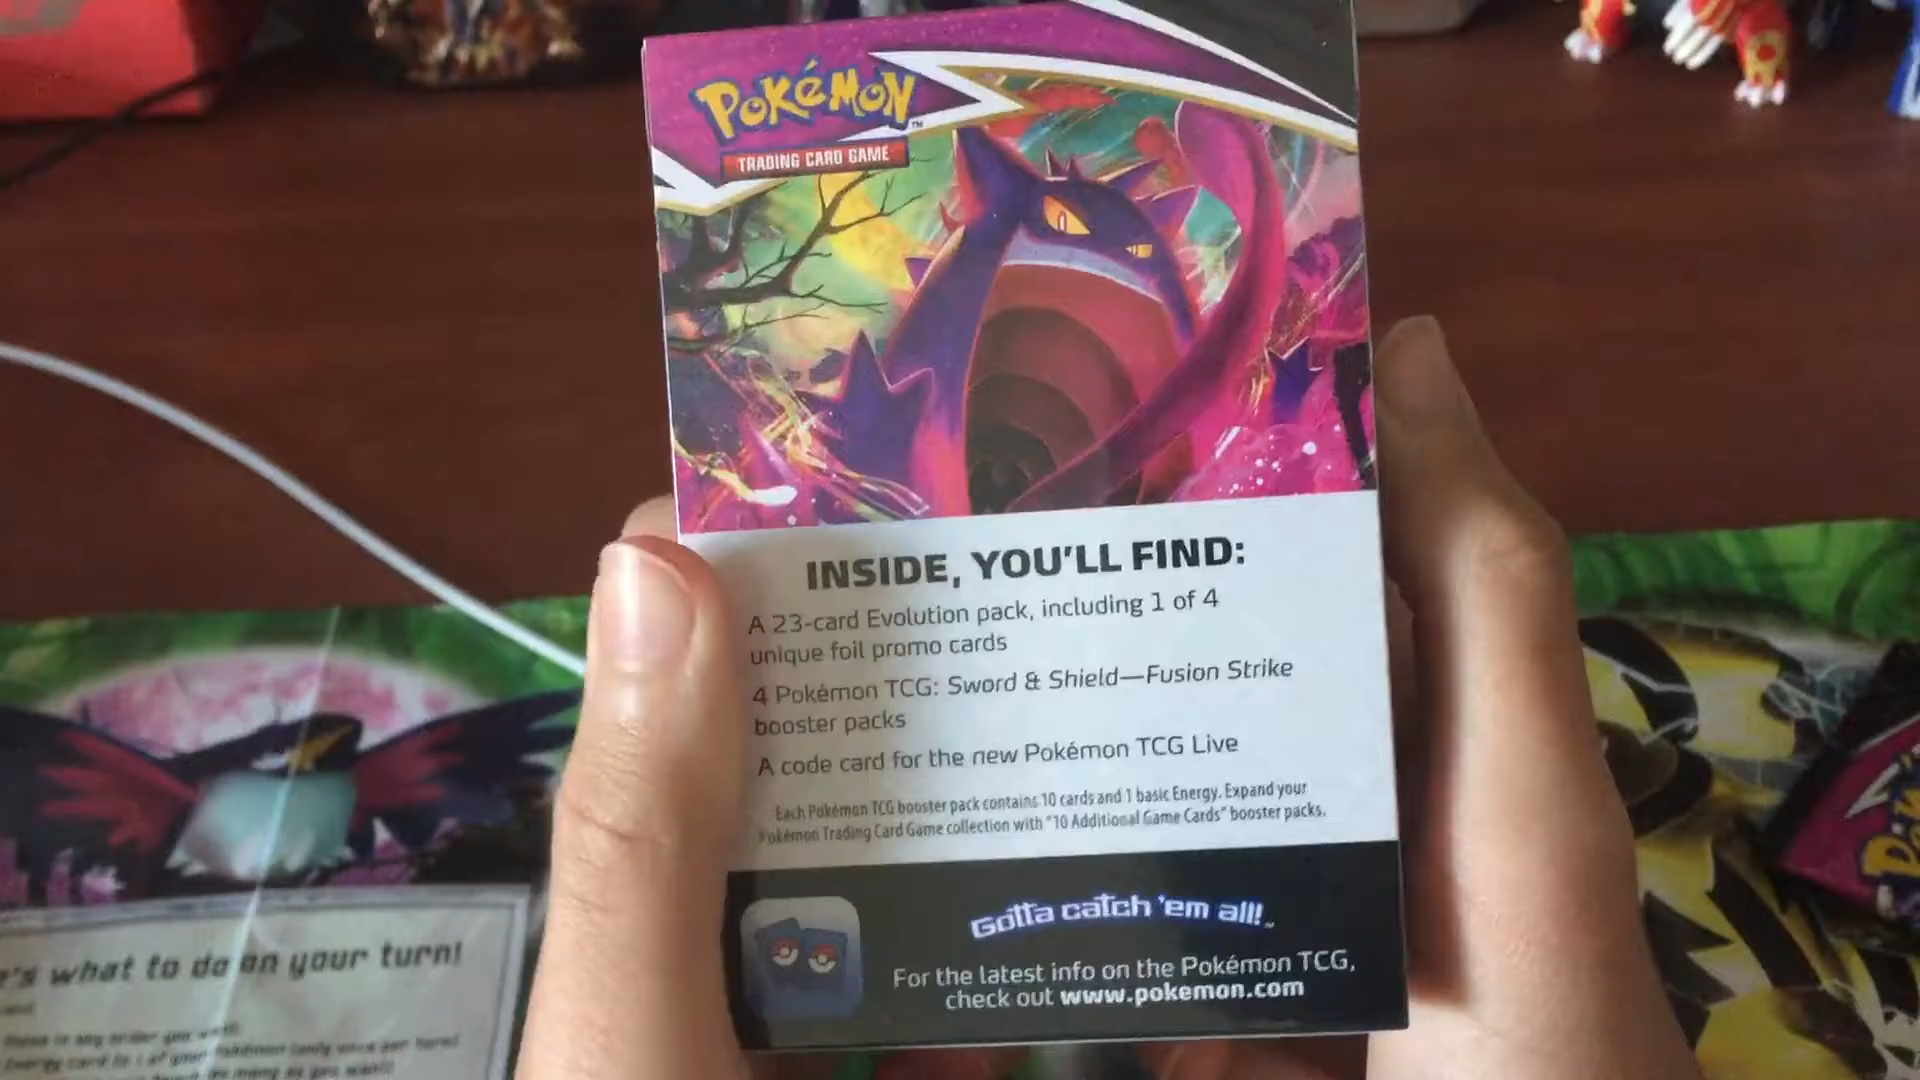 POKéMON
TRADING CARD GAME
INSIDE, YOU'LL FIND:
A 23-card Evolution pack, including 1 of 4
unique foil promo cards
4 Pokémon TCG: Sword & Shield—Fusion Strike
booster packs
A code card for the new Pokémon TCG Live
Each Pokémon TCG booster pack contains 10 cards and 1 basic Energy. Expand your
Pokémon Trading Card Game collection with "10 Additional Game Cards" booster packs.
Gotta catch 'em all!™
For the latest info on the Pokémon TCG,
check out www.pokemon.com
's what to do on your turn!